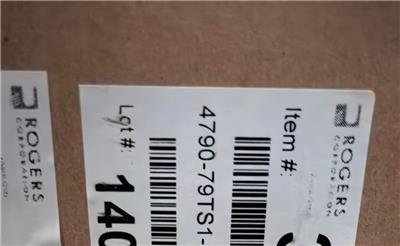 ROGERS
CORPORATION
Item #:
4790-79TS1-
Lot #:
140
ROGERS
CORPORATION